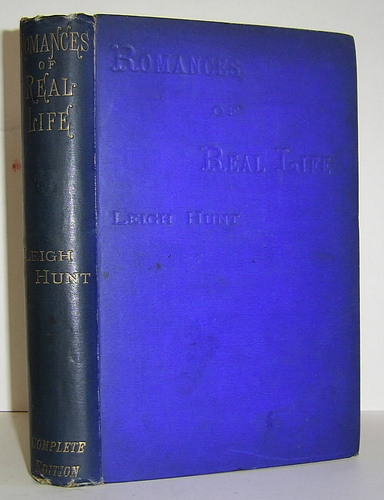 ROMANCES
OF
REAL
LIFE
LEIGH
HUNT
COMPLETE
EDITION
ROMANCES
OF
REAL LIFE
LEIGH HUNT